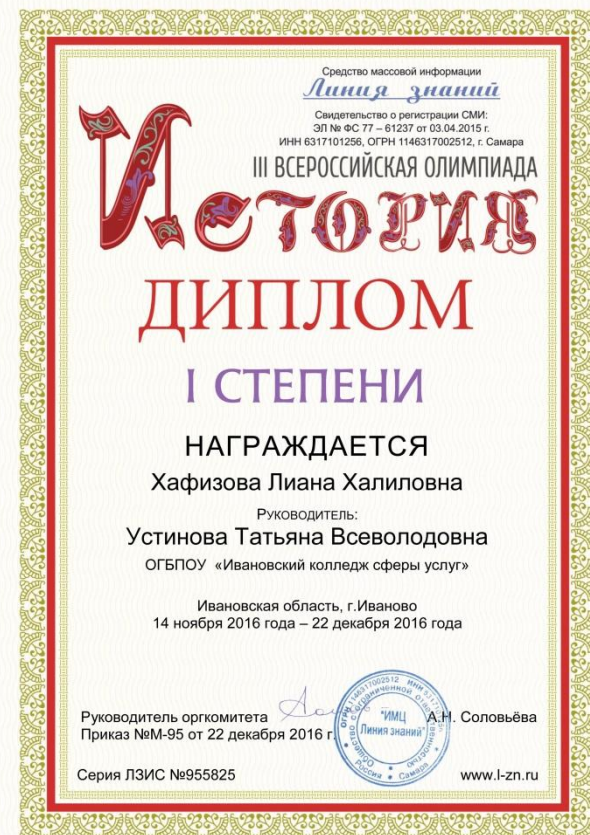 Средство массовой информации
Линия знаний
Свидетельство о регистрации СМИ:
ЭЛ № ФС 77 – 61237 от 03.04.2015 г.
ИНН 6317101256, ОГРН 1146317002512, г. Самара
III ВСЕРОССИЙСКАЯ ОЛИМПИАДА
История
ДИПЛОМ
I СТЕПЕНИ
НАГРАЖДАЕТСЯ
Хафизова Лиана Халиловна
РУКОВОДИТЕЛЬ:
Устинова Татьяна Всеволодовна
ОГБПОУ «Ивановский колледж сферы услуг»
Ивановская область, г.Иваново
14 ноября 2016 года – 22 декабря 2016 года
Руководитель оргкомитета
А.Н. Соловьёва
Приказ №М-95 от 22 декабря 2016 г.
"ИМЦ
Линия знаний"
Россия
Самара
Серия ЛЗИС №955825
www.l-zn.ru